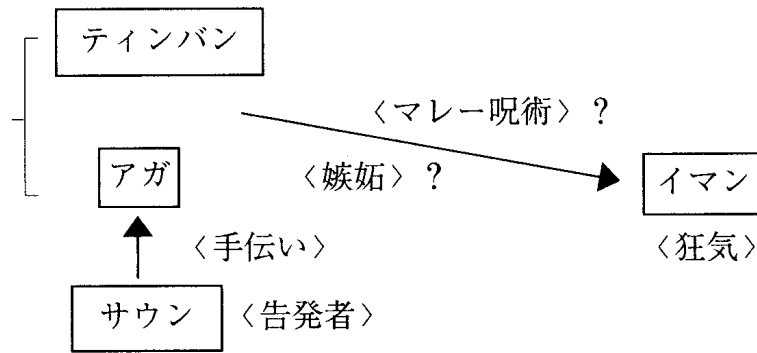 ティンバン
〈マレー呪術〉?
アガ
〈嫉妬〉?
イマン
〈手伝い〉
〈狂気〉
サウン
〈告発者〉